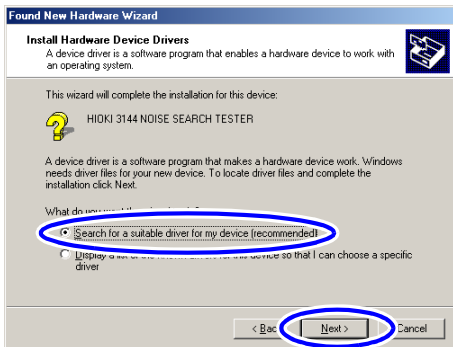 Found New Hardware Wizard
Install Hardware Device Drivers
A device driver is a software program that enables a hardware device to work with
an operating system.
This wizard will complete the installation for this device:
HIOKI 3144 NOISE SEARCH TESTER
A device driver is a software program that makes a hardware device work. Windows
needs driver files for your new device. To locate driver files and complete the
installation click Next.
What do you want the
Search for a suitable driver for my device (recommended)
Display a list of the known drivers for this device so that I can choose a specific
driver
< Bac
Next >
Cancel